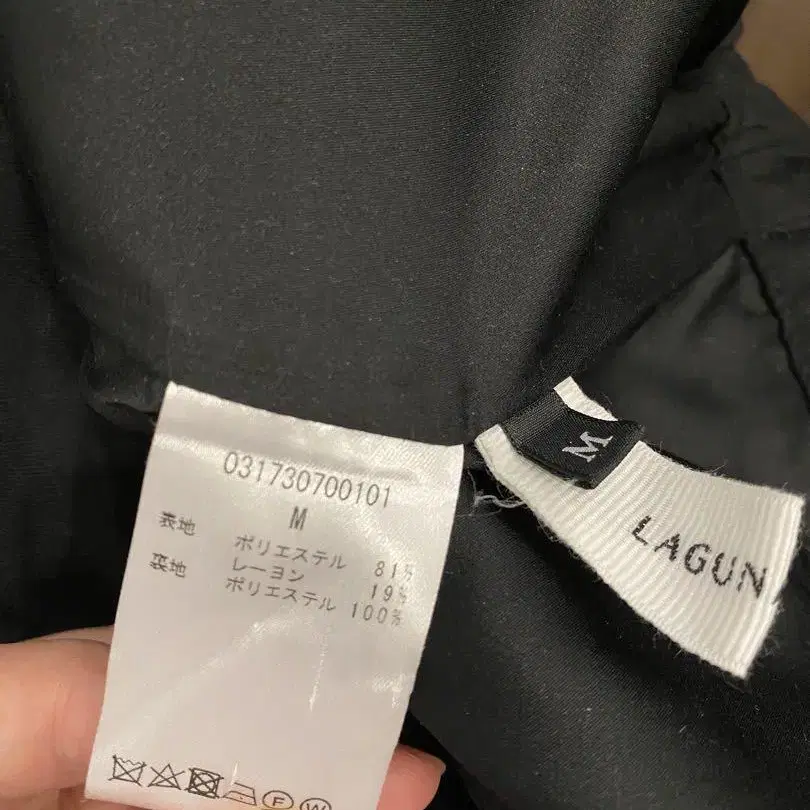 031730700101
M
表地 ポリエステル 81%
レーヨン 19%
裏地 ポリエステル 100%
F
W
M
LAGUN